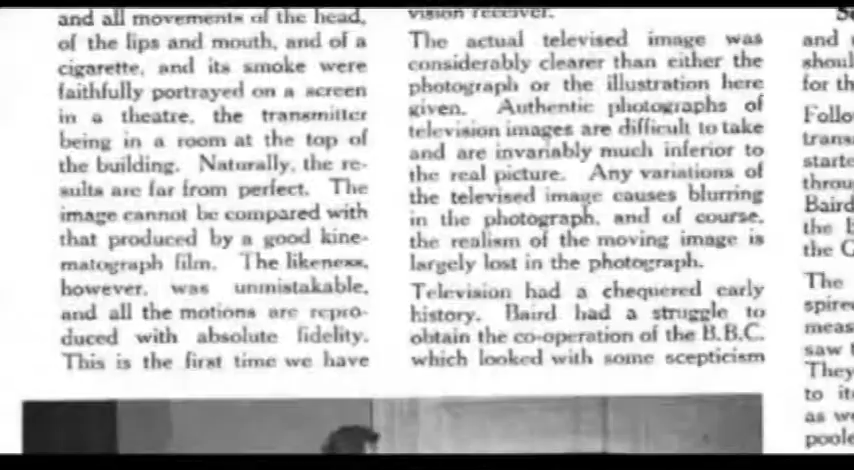 and all movements of the head,
of the lips and mouth, and of a
cigarette, and its smoke were
faithfully portrayed on a screen
in a theatre, the transmitter
being in a room at the top of
the building. Naturally, the re-
sults are far from perfect. The
image cannot be compared with
that produced by a good kine-
matograph film. The likeness,
however, was unmistakable,
and all the motions are repro-
duced with absolute fidelity.
This is the first time we have
vision receiver.
The actual televised image was
considerably clearer than either the
photograph or the illustration here
given. Authentic photographs of
television images are difficult to take
and are invariably much inferior to
the real picture. Any variations of
the televised image causes blurring
in the photograph, and of course,
the realism of the moving image is
largely lost in the photograph.
Television had a chequered early
history. Baird had a struggle to
obtain the co-operation of the B.B.C.
which looked with some scepticism
and
shoul
for th
Follo
trans
starte
throu
Baird
the
the C
The
spire
meas
saw
They
to it
as we
poole